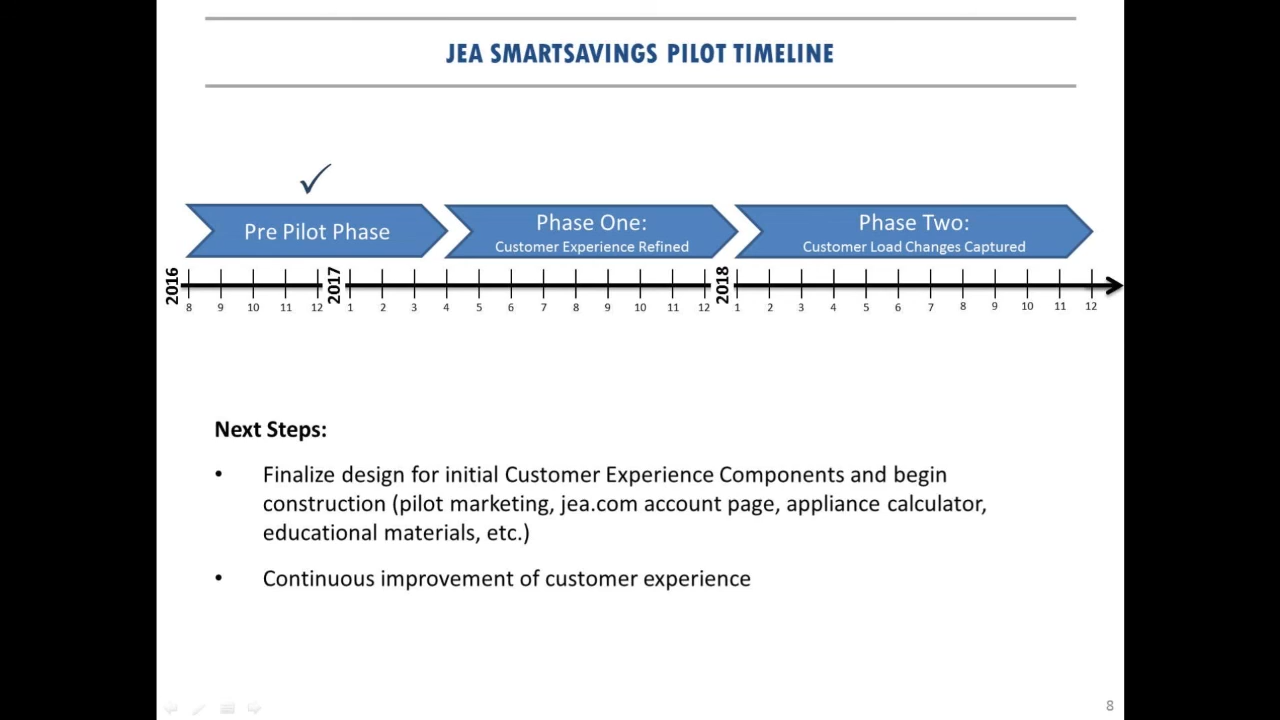 JEA SMARTSAVINGS PILOT TIMELINE
Pre Pilot Phase
Phase One:
Customer Experience Refined
Phase Two:
Customer Load Changes Captured
2016
2017
2018
8 9 10 11 12 1 2 3 4 5 6 7 8 9 10 11 12 1 2 3 4 5 6 7 8 9 10 11 12
Next Steps:
• Finalize design for initial Customer Experience Components and begin
construction (pilot marketing, jea.com account page, appliance calculator,
educational materials, etc.)
• Continuous improvement of customer experience
8